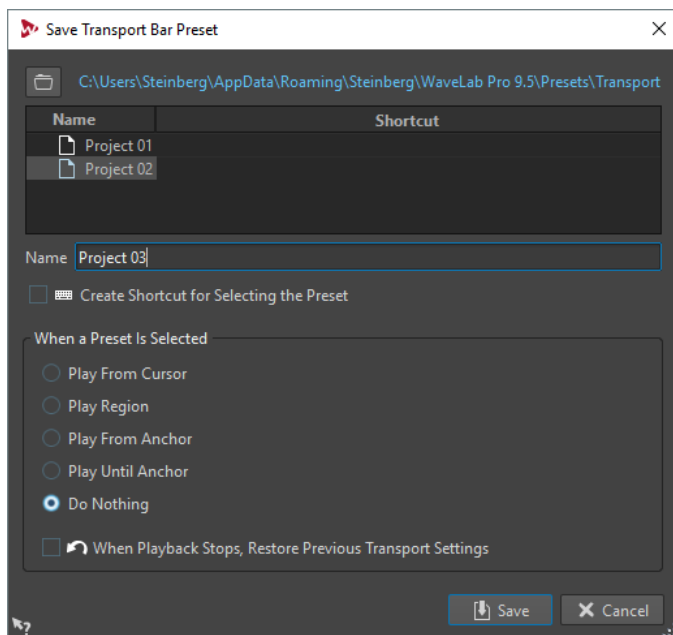 Save Transport Bar Preset
C:\Users\Steinberg\AppData\Roaming\Steinberg\WaveLab Pro 9.5\Presets\Transport
Name Shortcut
Project 01
Project 02
Name Project 03
Create Shortcut for Selecting the Preset
When a Preset Is Selected
Play From Cursor
Play Region
Play From Anchor
Play Until Anchor
Do Nothing
When Playback Stops, Restore Previous Transport Settings
Save Cancel